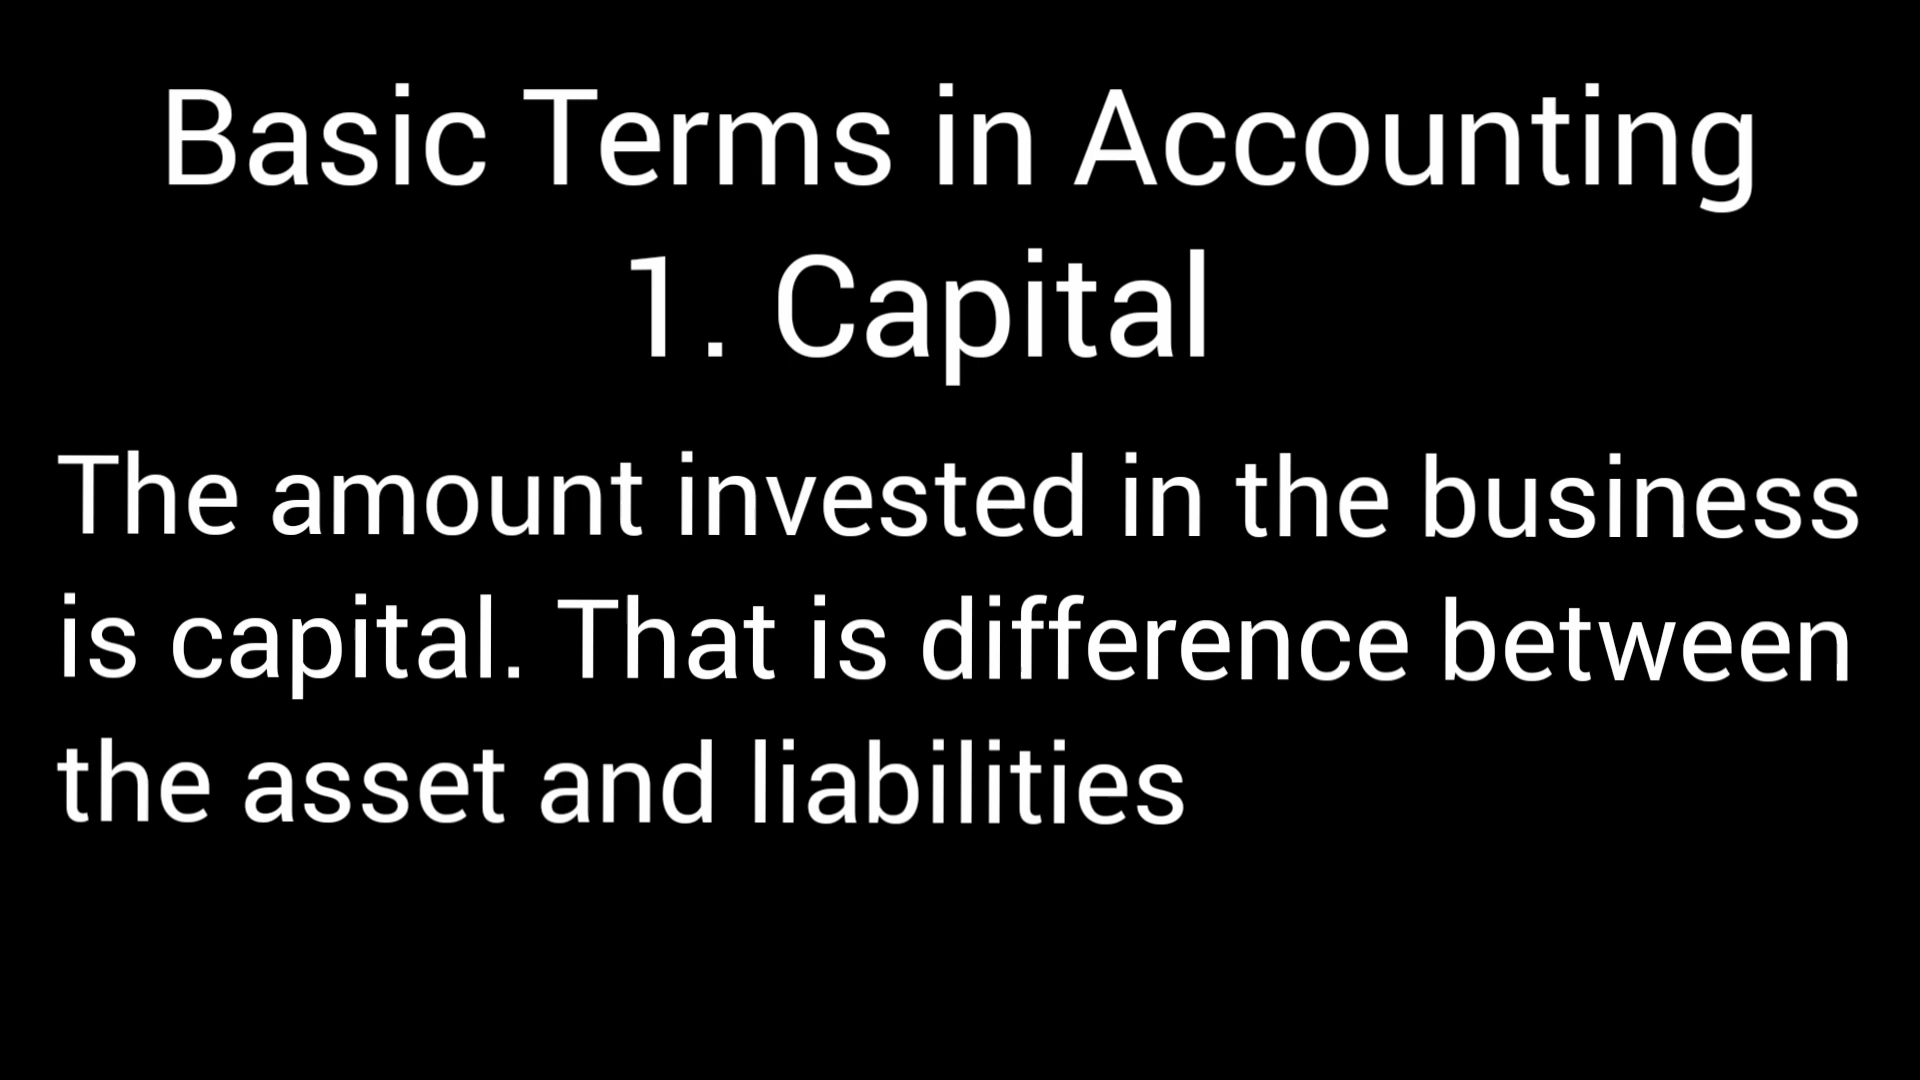 Basic Terms in Accounting
1. Capital
The amount invested in the business
is capital. That is difference between
the asset and liabilities